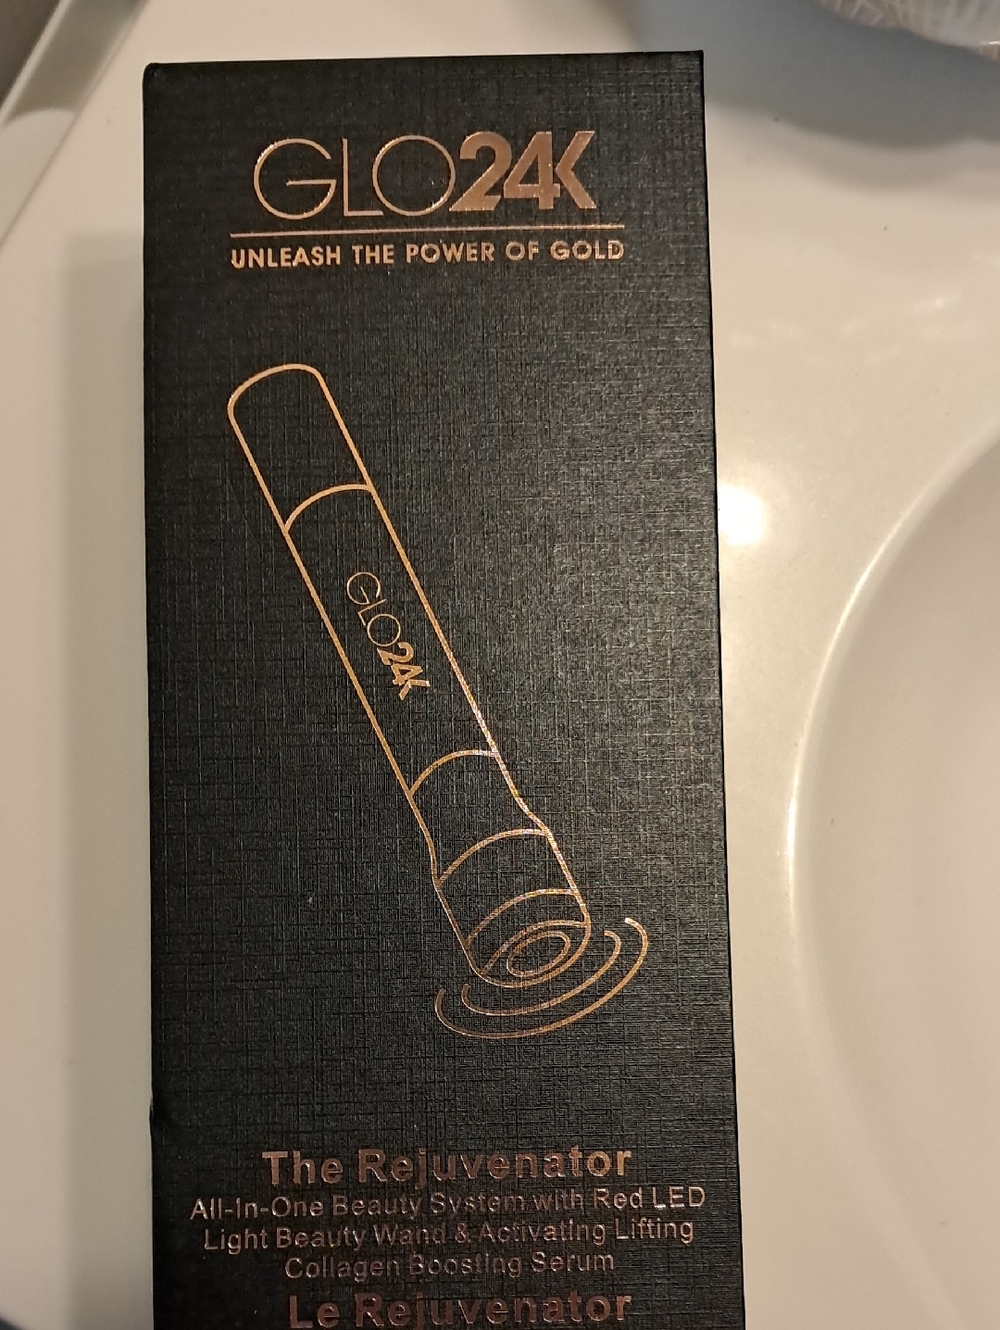 GLO24K
UNLEASH THE POWER OF GOLD
GLO24K
The Rejuvenator
All-In-One Beauty System with Red LED
Light Beauty Wand & Activating Lifting
Collagen Boosting Serum
Le Rejuvenator